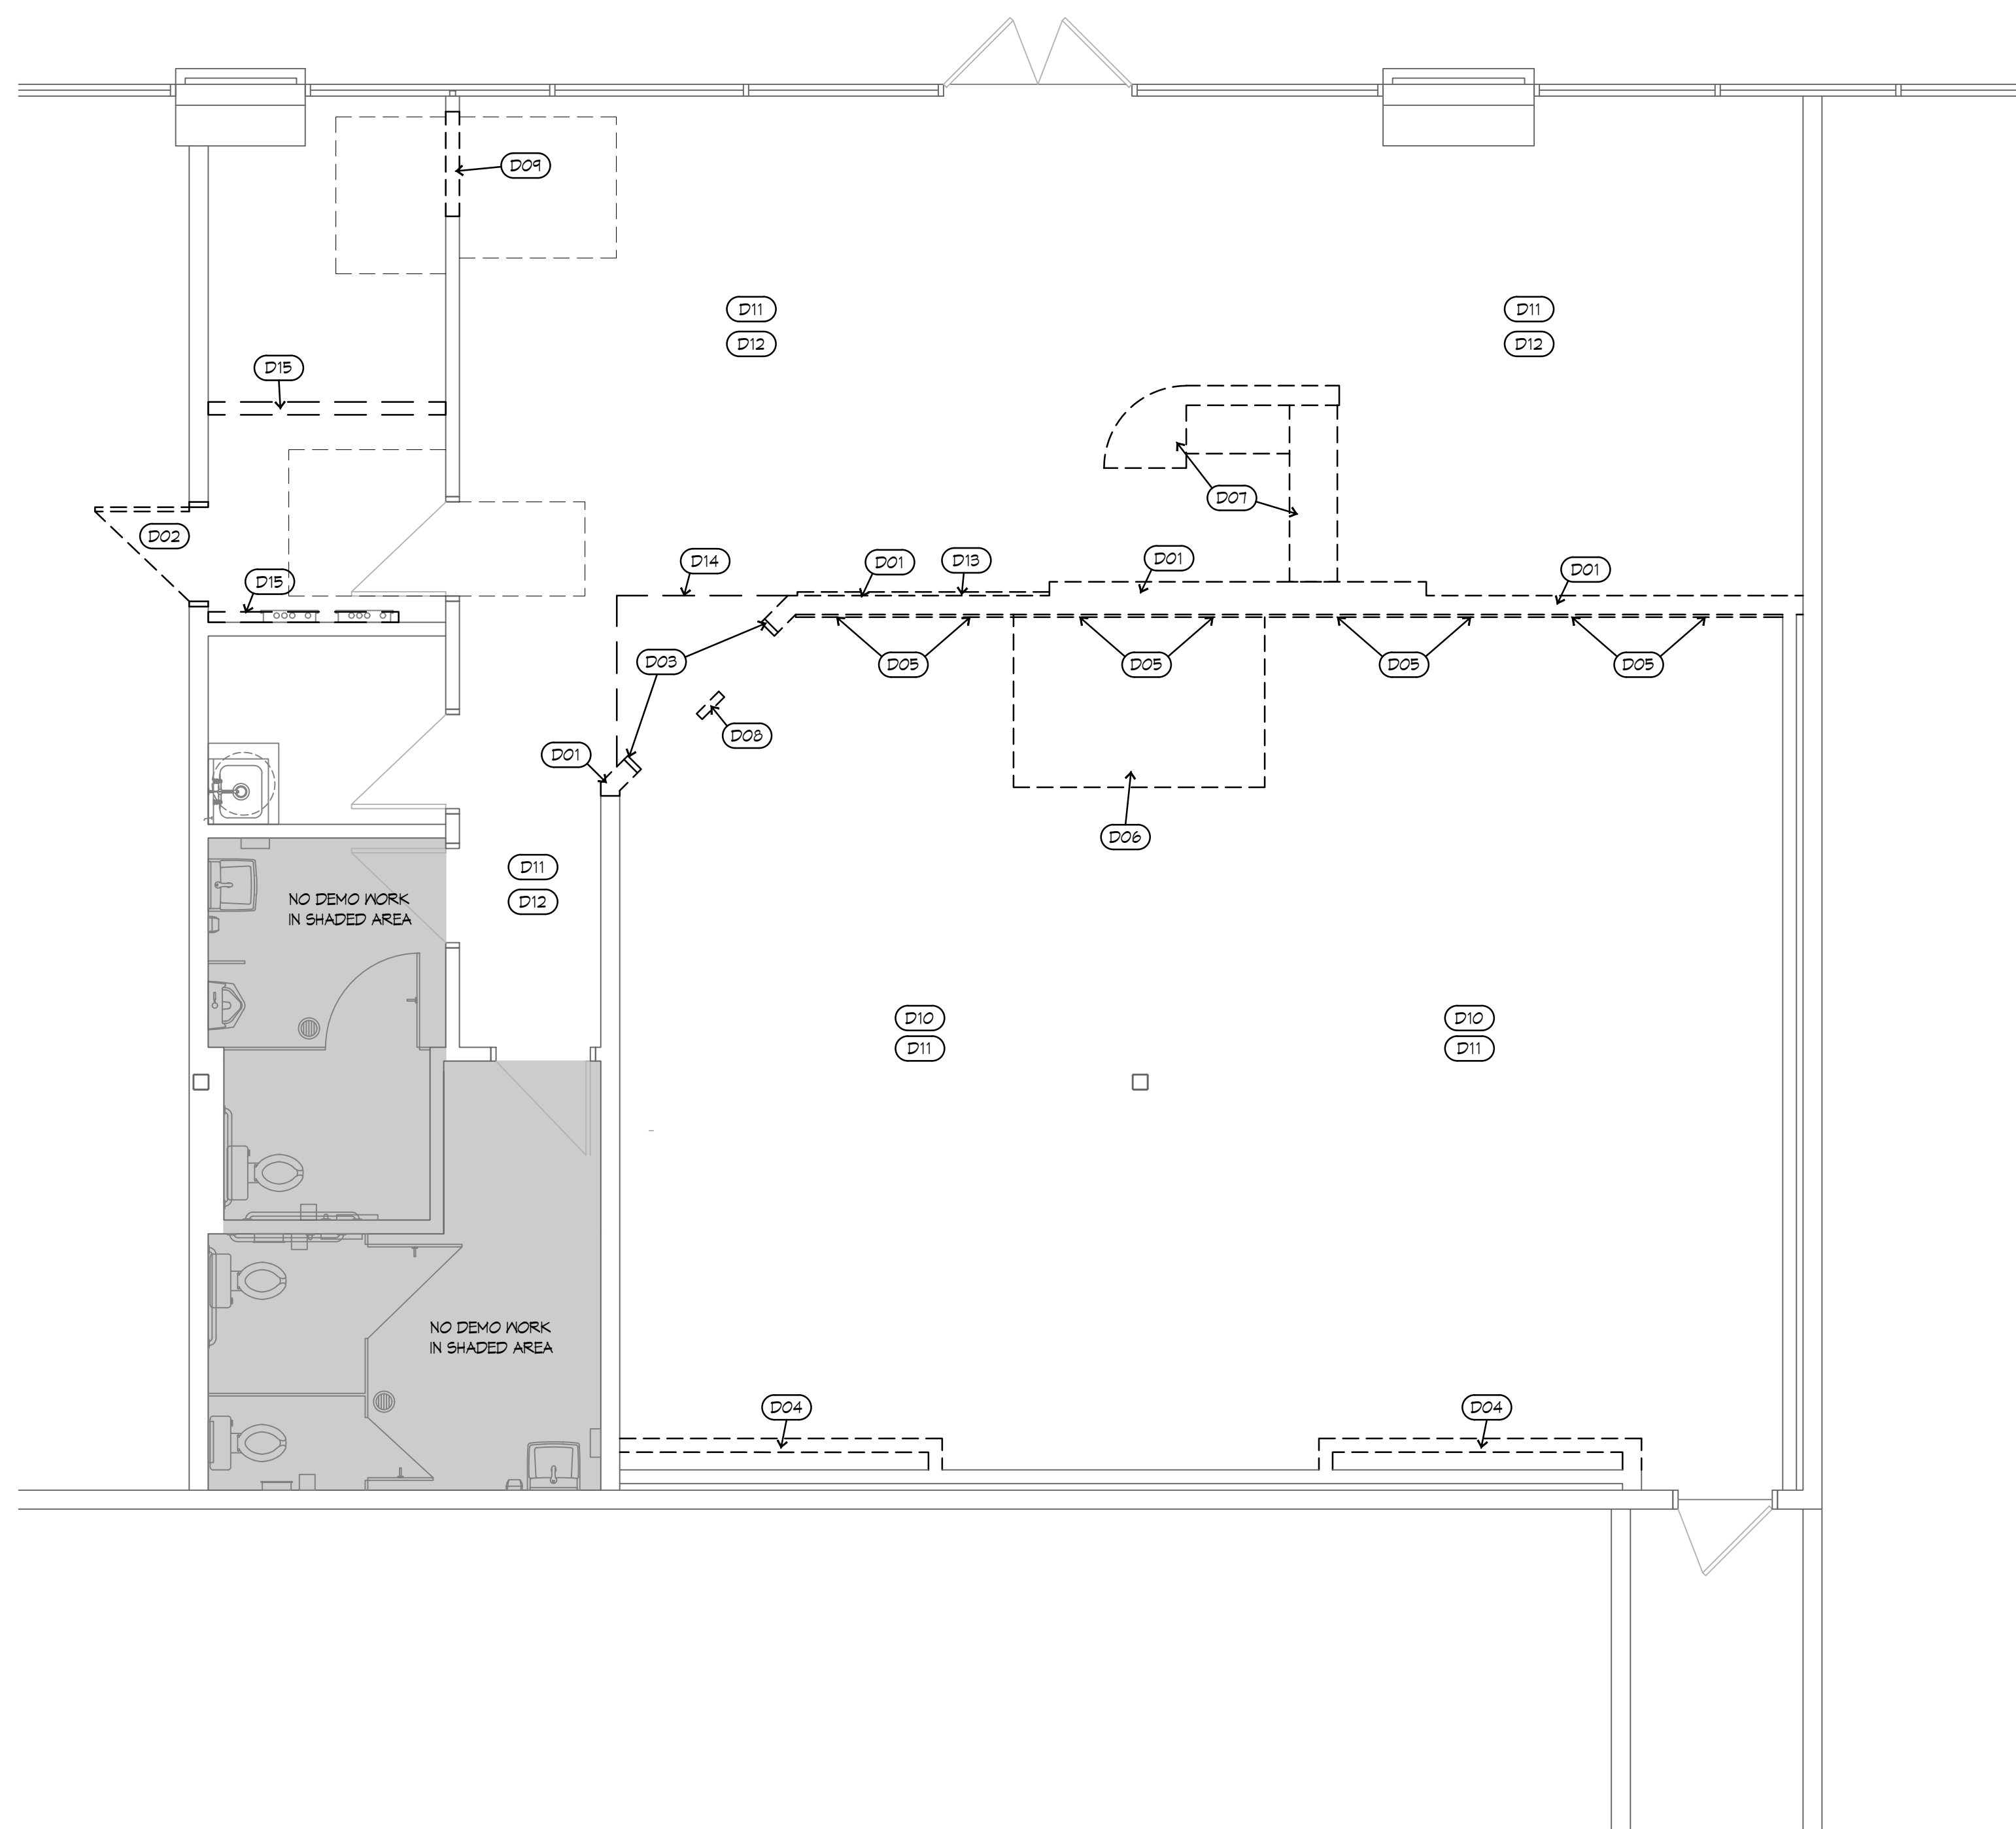 D09
D11
D11
D12
D12
D15
D07
D02
D14
D01
D13
D01
D01
D15
D03
D05
D05
D05
D05
D08
D01
D06
D11
D12
NO DEMO WORK
IN SHADED AREA
D10
D10
D11
D11
NO DEMO WORK
IN SHADED AREA
D04
D04